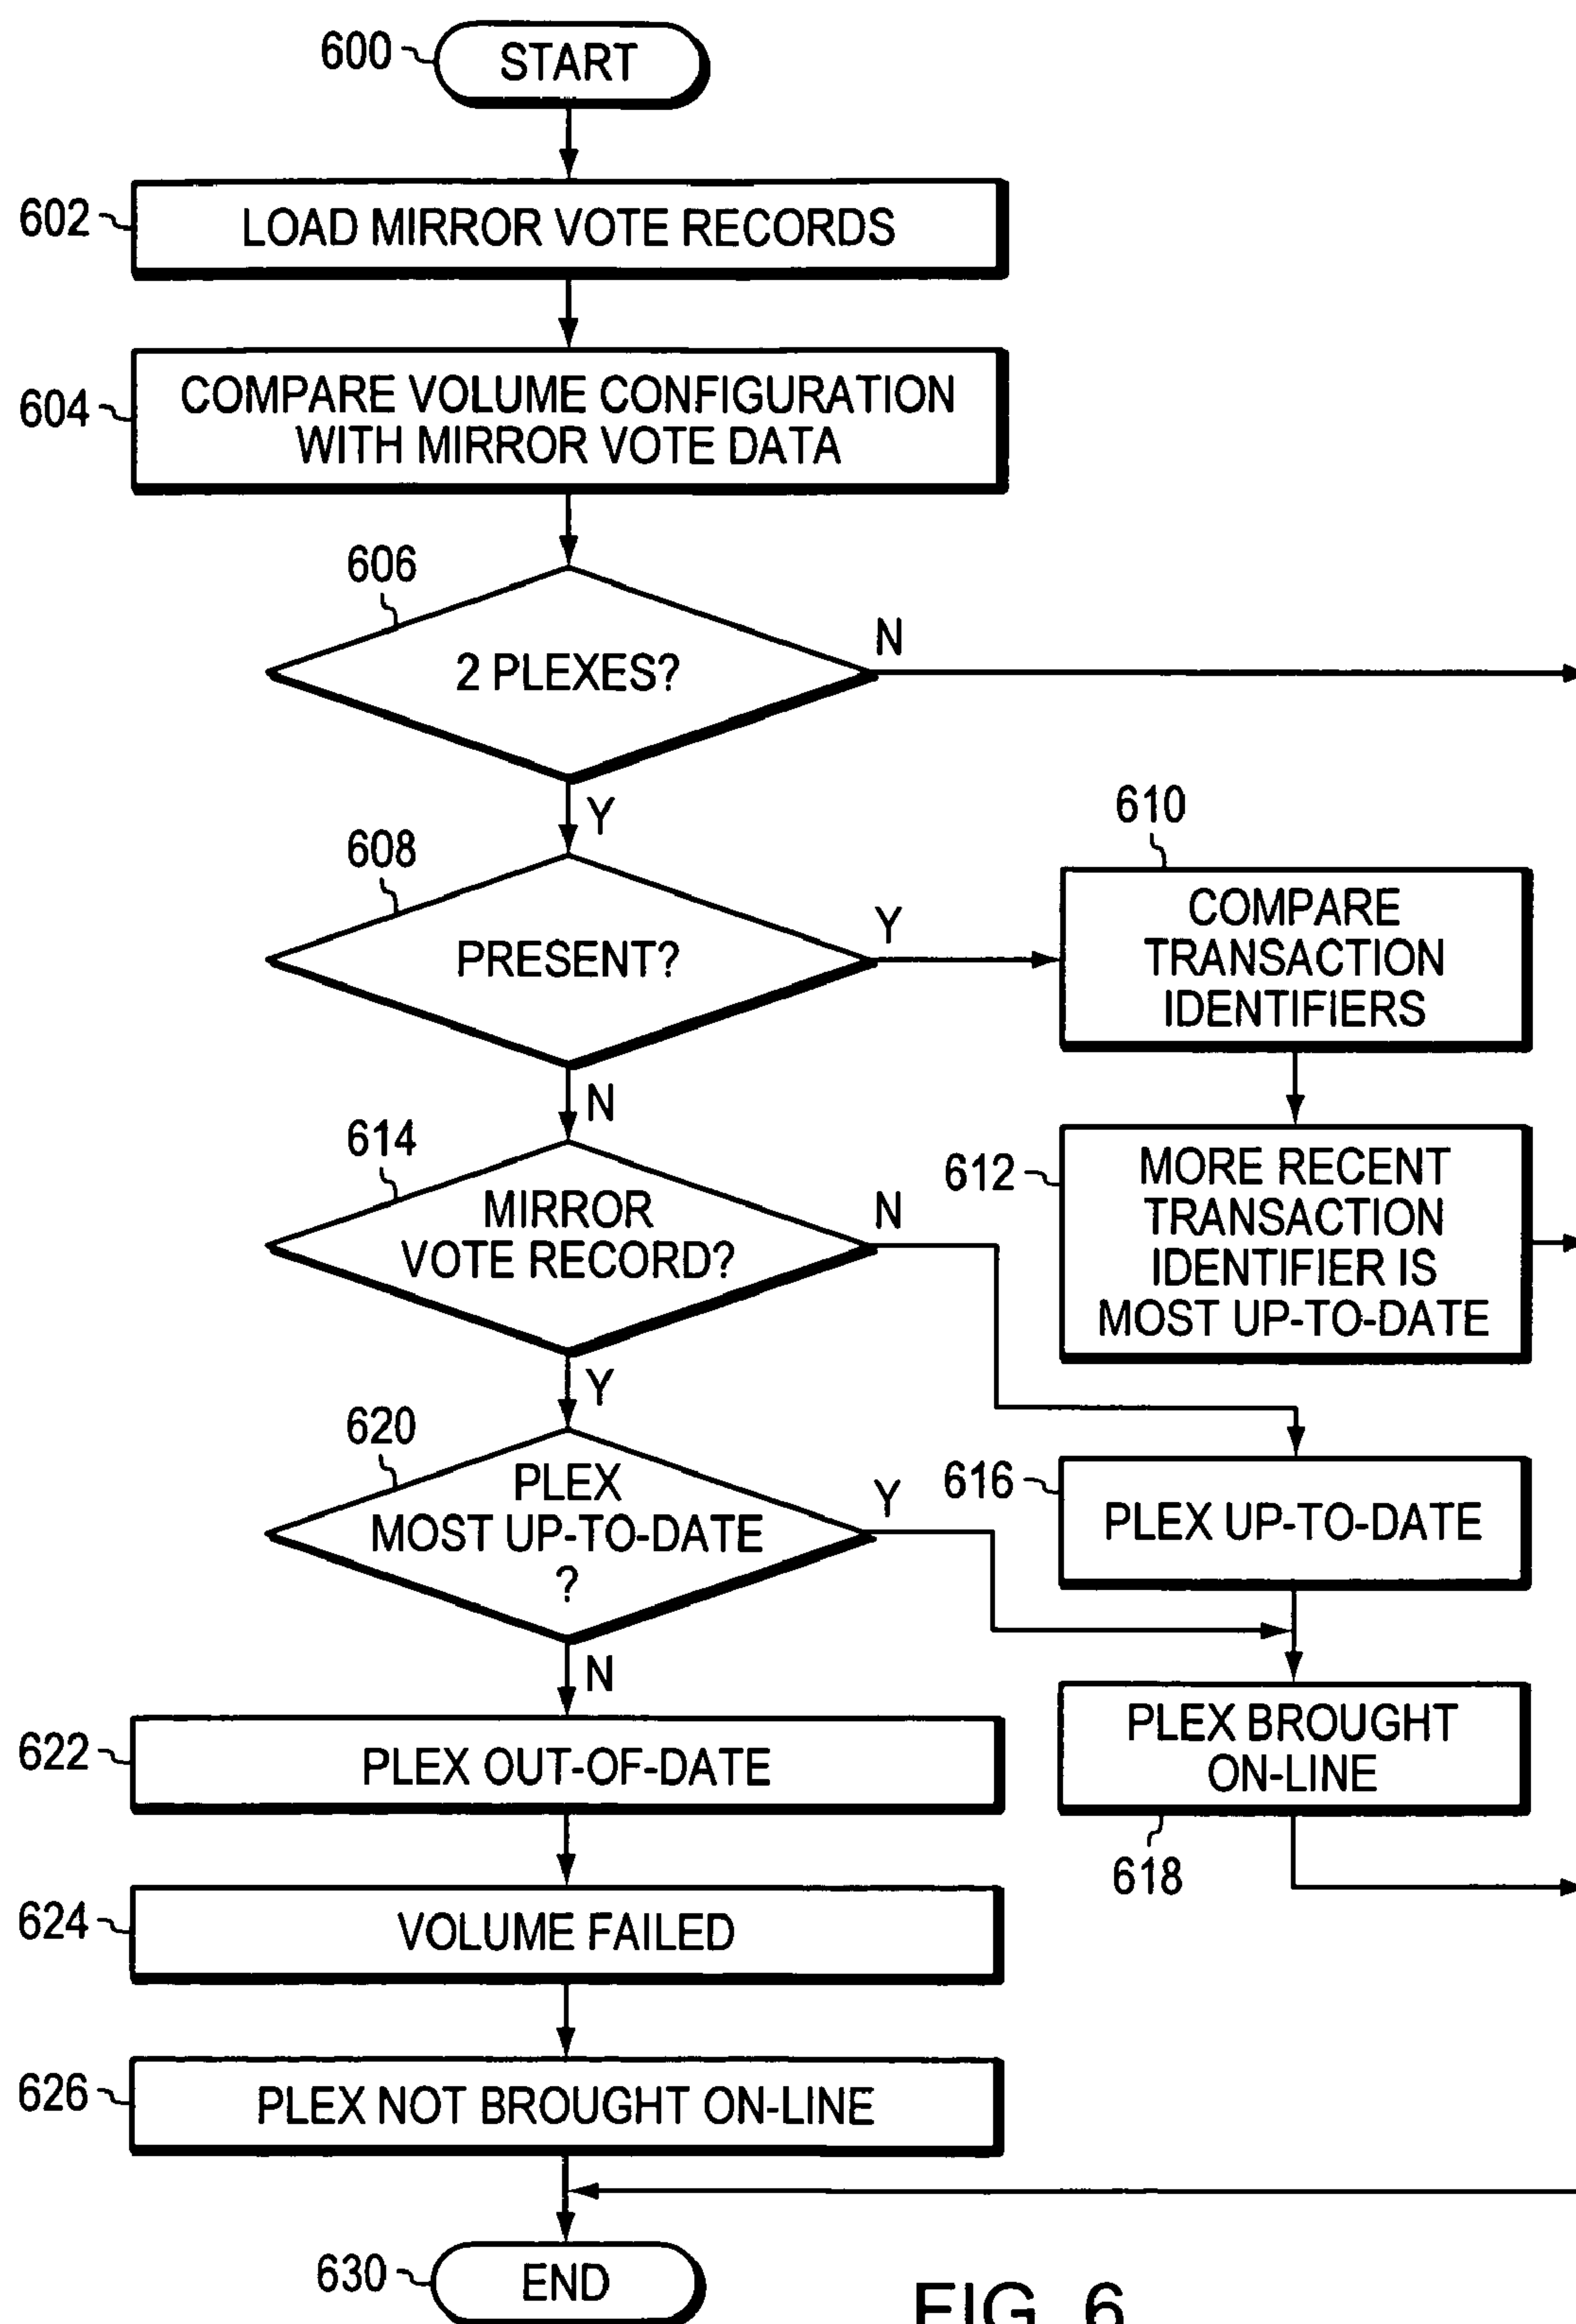 600
START
602
LOAD MIRROR VOTE RECORDS
604
COMPARE VOLUME CONFIGURATION
WITH MIRROR VOTE DATA
606
2 PLEXES?
N
Y
608
PRESENT?
Y
N
610
COMPARE
TRANSACTION
IDENTIFIERS
612
MORE RECENT
TRANSACTION
IDENTIFIER IS
MOST UP-TO-DATE
614
MIRROR
VOTE RECORD?
N
Y
616
PLEX UP-TO-DATE
620
PLEX
MOST UP-TO-DATE
?
Y
N
618
PLEX BROUGHT
ON-LINE
622
PLEX OUT-OF-DATE
624
VOLUME FAILED
626
PLEX NOT BROUGHT ON-LINE
630
END
FIG. 6